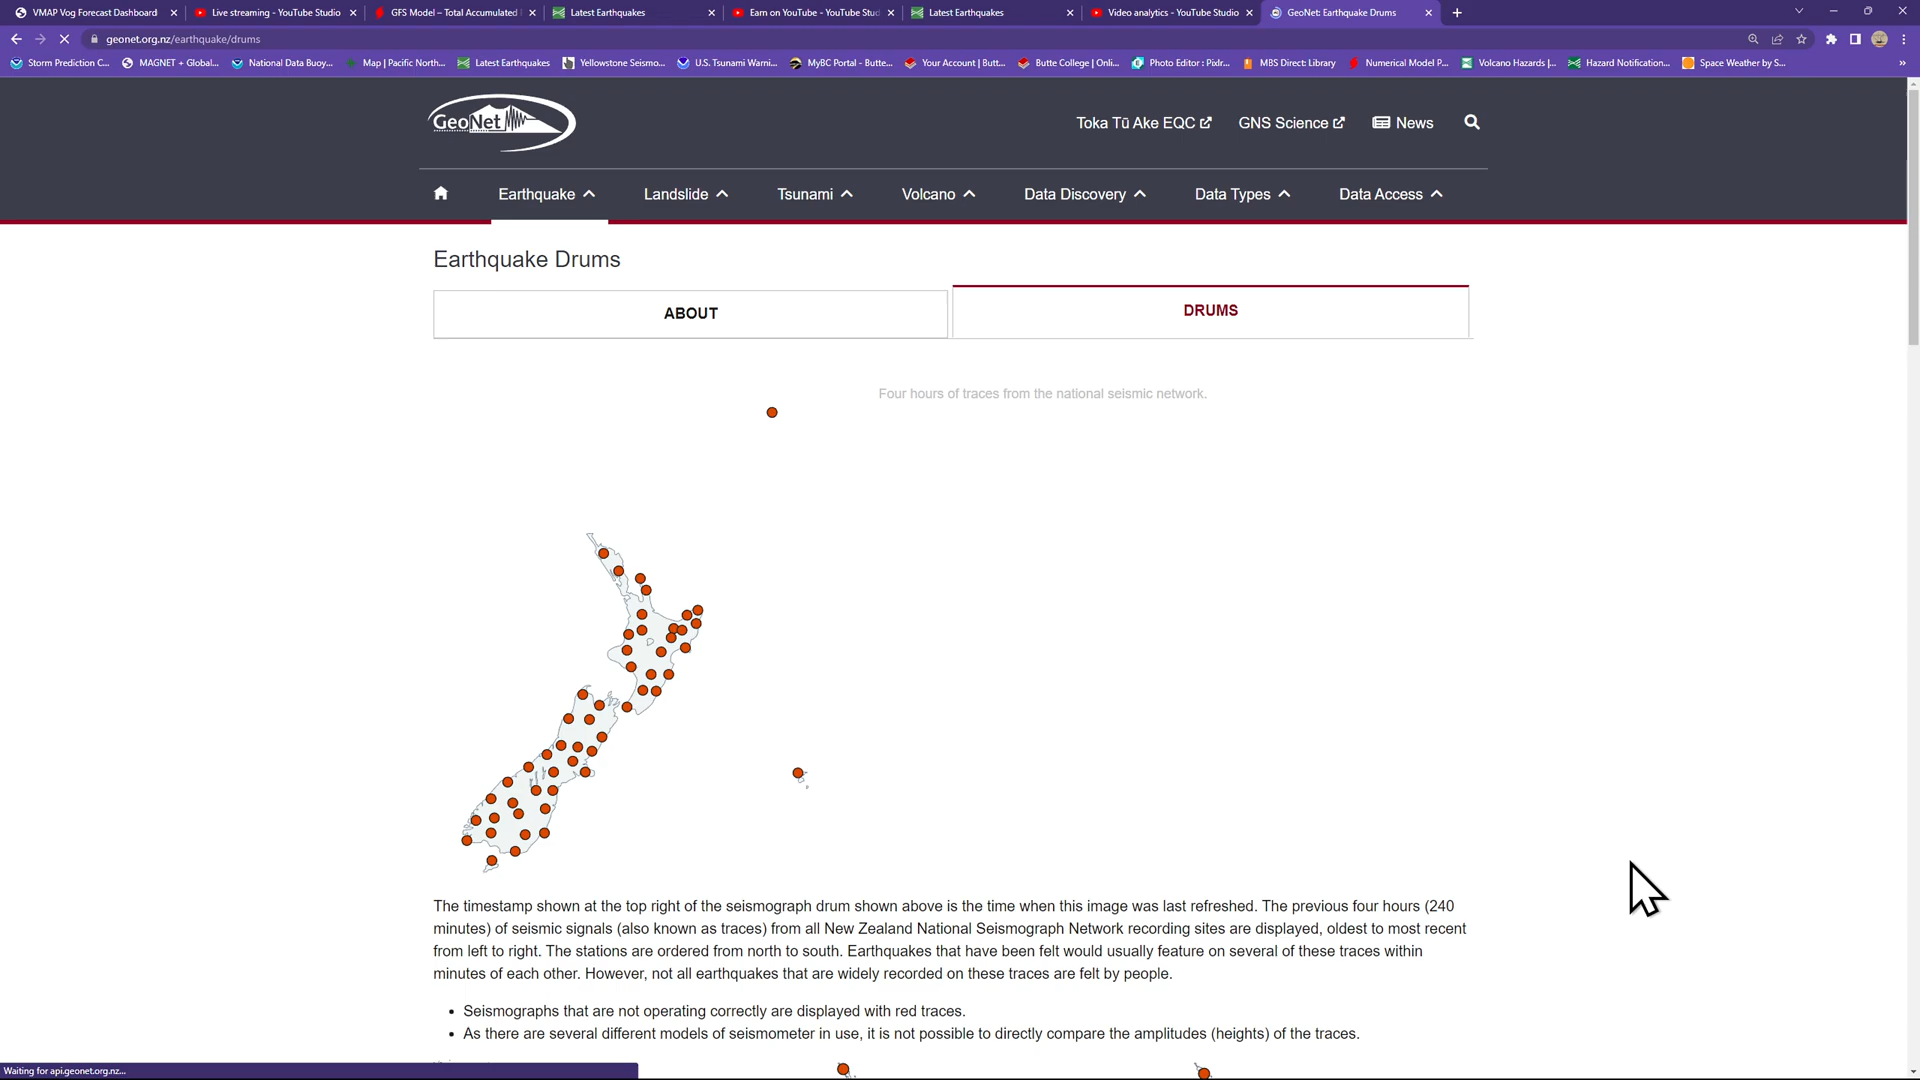 VMAP Vog Forecast Dashboard
Live streaming - YouTube Studio
GFS Model – Total Accumulated
Latest Earthquakes
Earn on YouTube - YouTube Stud
Latest Earthquakes
Video analytics - YouTube Studio
GeoNet: Earthquake Drums
geonet.org.nz/earthquake/drums
Storm Prediction C...
MAGNET + Global...
National Data Buoy...
Map | Pacific North...
Latest Earthquakes
Yellowstone Seismo...
U.S. Tsunami Warni...
MyBC Portal - Butte...
Your Account | Butt...
Butte College | Onli...
Photo Editor : Pixlr...
MBS Direct Library
Numerical Model P...
Volcano Hazards |...
Hazard Notification...
Space Weather by S...
GeoNet
Toka Tū Ake EQC
GNS Science
News
Earthquake
Landslide
Tsunami
Volcano
Data Discovery
Data Types
Data Access
Earthquake Drums
ABOUT
DRUMS
Four hours of traces from the national seismic network.
The timestamp shown at the top right of the seismograph drum shown above is the time when this image was last refreshed. The previous four hours (240
minutes) of seismic signals (also known as traces) from all New Zealand National Seismograph Network recording sites are displayed, oldest to most recent
from left to right. The stations are ordered from north to south. Earthquakes that have been felt would usually feature on several of these traces within
minutes of each other. However, not all earthquakes that are widely recorded on these traces are felt by people.
• Seismographs that are not operating correctly are displayed with red traces.
• As there are several different models of seismometer in use, it is not possible to directly compare the amplitudes (heights) of the traces.
Waiting for api.geonet.org.nz...